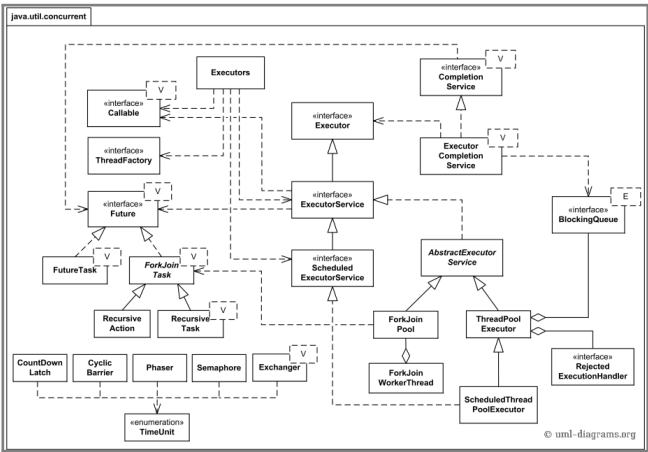 java.util.concurrent
V
«interface»
Completion
Service
Executors
V
«interface»
Callable
«interface»
Executor
V
Executor
Completion
Service
«interface»
ThreadFactory
V
«interface»
Future
«interface»
ExecutorService
E
«interface»
BlockingQueue
V
FutureTask
V
ForkJoin
Task
«interface»
Scheduled
ExecutorService
AbstractExecutor
Service
Recursive
Action
V
Recursive
Task
ForkJoin
Pool
ThreadPool
Executor
CountDown
Latch
Cyclic
Barrier
Phaser
Semaphore
V
Exchanger
ForkJoin
WorkerThread
«interface»
Rejected
ExecutionHandler
ScheduledThread
PoolExecutor
«enumeration»
TimeUnit
© uml-diagrams.org